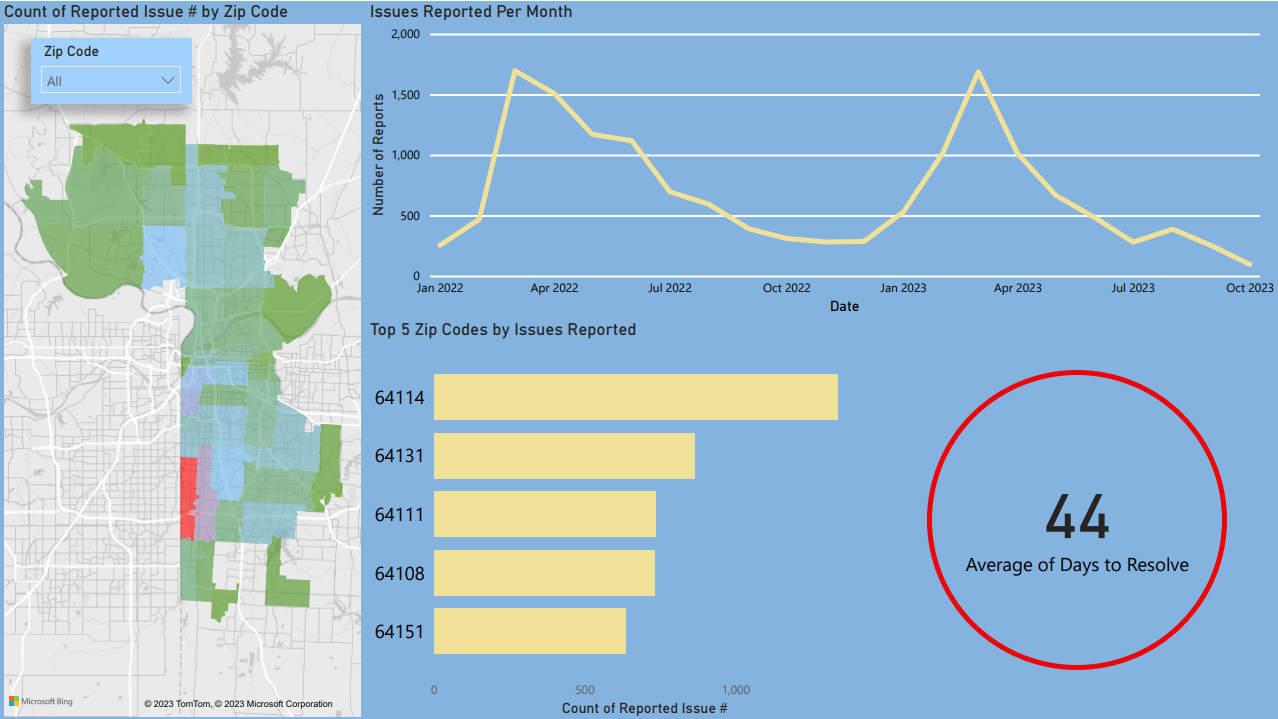 Count of Reported Issue # by Zip Code
Zip Code
All
Microsoft Bing
© 2023 TomTom, © 2023 Microsoft Corporation
Issues Reported Per Month
Number of Reports
2,000
1,500
1,000
500
0
Jan 2022 Apr 2022 Jul 2022 Oct 2022 Jan 2023 Apr 2023 Jul 2023 Oct 2023
Date
Top 5 Zip Codes by Issues Reported
64114
64131
64111
64108
64151
0 500 1,000
Count of Reported Issue #
44
Average of Days to Resolve